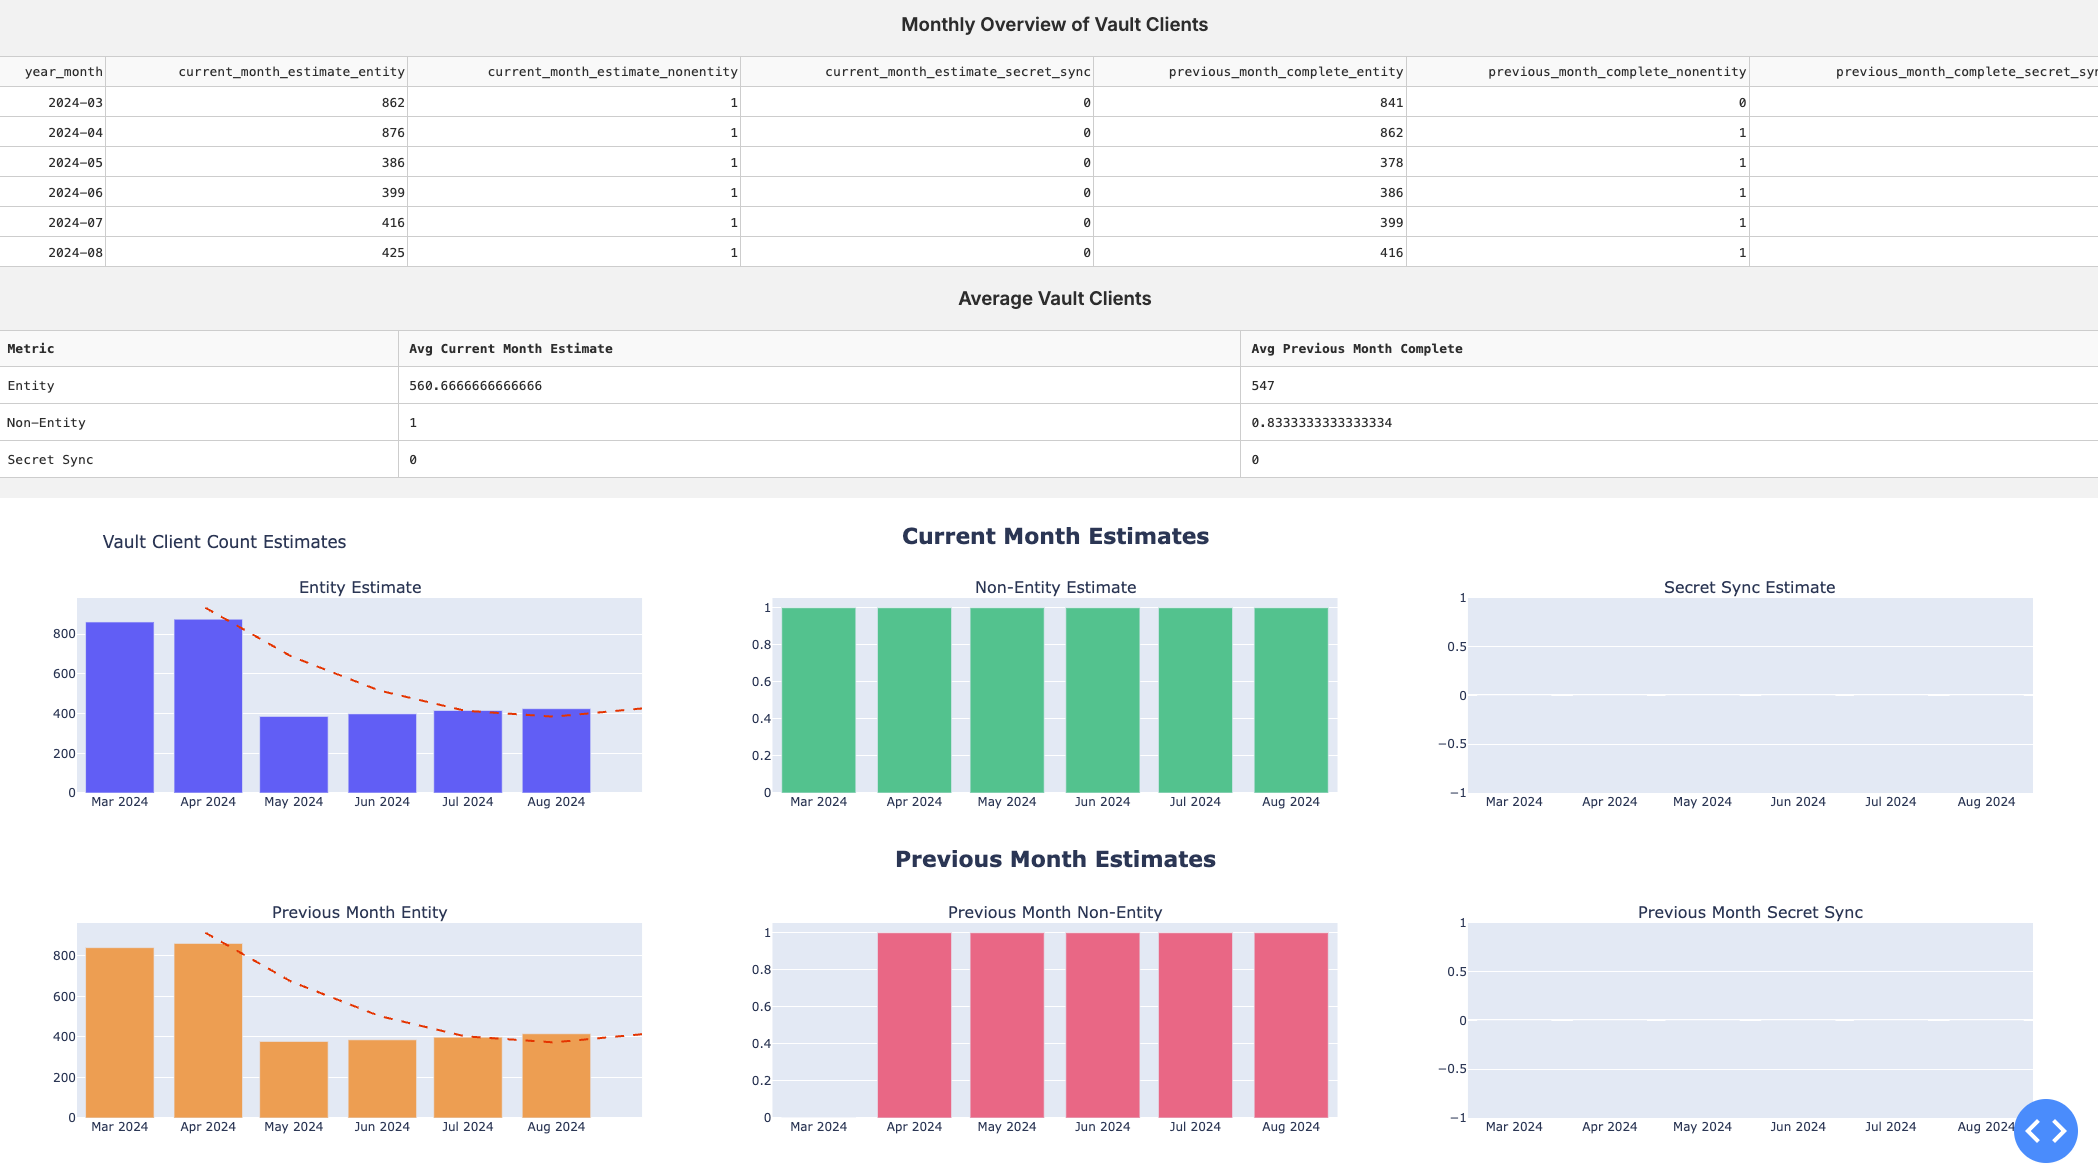 Monthly Overview of Vault Clients
year_month current_month_estimate_entity current_month_estimate_nonentity current_month_estimate_secret_sync previous_month_complete_entity previous_month_complete_nonentity previous_month_complete_secret_syn
2024-03 862 1 0 841 0
2024-04 876 1 0 862 1
2024-05 386 1 0 378 1
2024-06 399 1 0 386 1
2024-07 416 1 0 399 1
2024-08 425 1 0 416 1
Average Vault Clients
Metric Avg Current Month Estimate Avg Previous Month Complete
Entity 560.6666666666666 547
Non-Entity 1 0.8333333333333334
Secret Sync 0 0
Vault Client Count Estimates
Current Month Estimates
Entity Estimate
800
600
400
200
0
Mar 2024 Apr 2024 May 2024 Jun 2024 Jul 2024 Aug 2024
Non-Entity Estimate
1
0.8
0.6
0.4
0.2
0
Mar 2024 Apr 2024 May 2024 Jun 2024 Jul 2024 Aug 2024
Secret Sync Estimate
1
0.5
0
−0.5
−1
Mar 2024 Apr 2024 May 2024 Jun 2024 Jul 2024 Aug 2024
Previous Month Estimates
Previous Month Entity
800
600
400
200
0
Mar 2024 Apr 2024 May 2024 Jun 2024 Jul 2024 Aug 2024
Previous Month Non-Entity
1
0.8
0.6
0.4
0.2
0
Mar 2024 Apr 2024 May 2024 Jun 2024 Jul 2024 Aug 2024
Previous Month Secret Sync
1
0.5
0
−0.5
−1
Mar 2024 Apr 2024 May 2024 Jun 2024 Jul 2024 Aug 2024